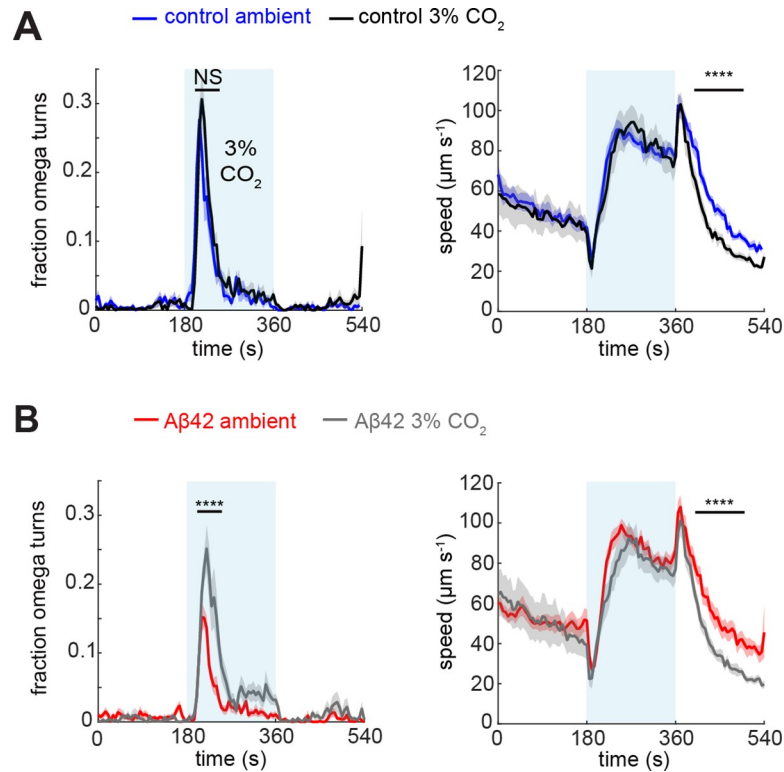 A
control ambient control 3% CO₂
fraction omega turns
0.3
0.2
0.1
0
NS
3%
CO₂
0 180 360 540
time (s)
speed (µm s⁻¹)
120
100
80
60
40
20
0
****
0 180 360 540
time (s)
B
Aβ42 ambient Aβ42 3% CO₂
fraction omega turns
0.3
0.2
0.1
0
****
0 180 360 540
time (s)
speed (µm s⁻¹)
120
100
80
60
40
20
0
****
0 180 360 540
time (s)